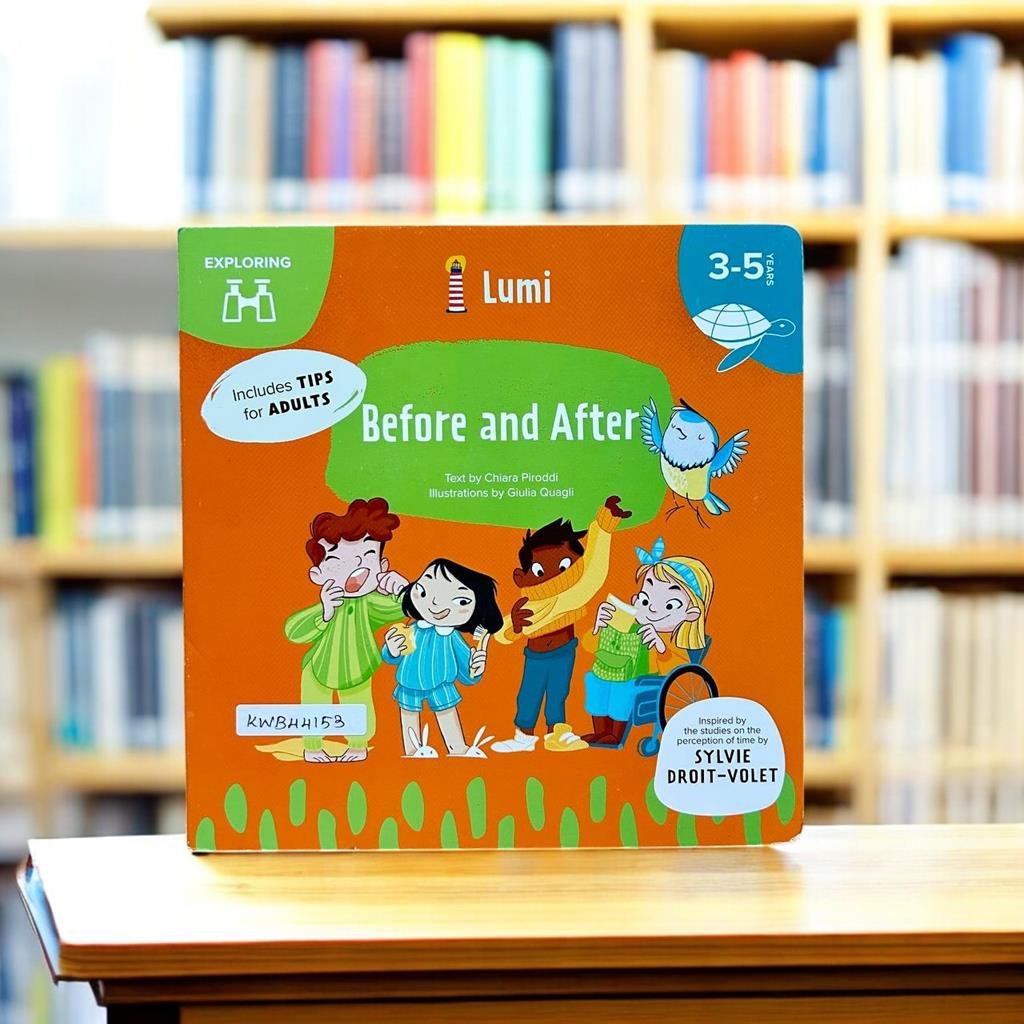 EXPLORING
Lumi
3-5 YEARS
Includes TIPS
for ADULTS
Before and After
Text by Chiara Piroddi
Illustrations by Giulia Quagli
KWB44153
Inspired by
the studies on the
perception of time by
SYLVIE
DROIT-VOLET